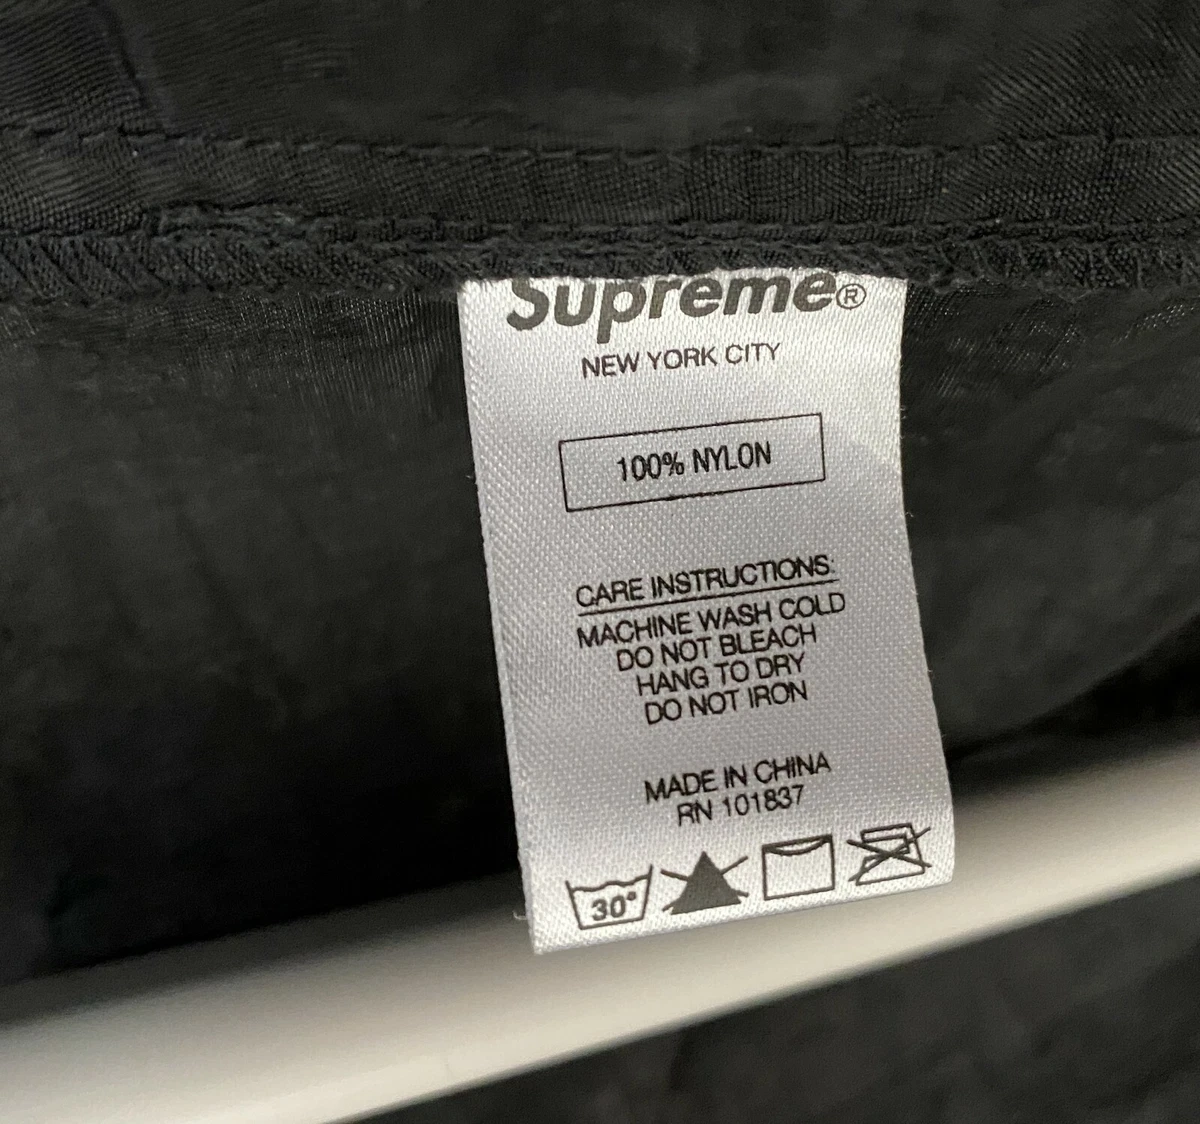 Supreme®
NEW YORK CITY
100% NYLON
CARE INSTRUCTIONS:
MACHINE WASH COLD
DO NOT BLEACH
HANG TO DRY
DO NOT IRON
MADE IN CHINA
RN 101837
30°